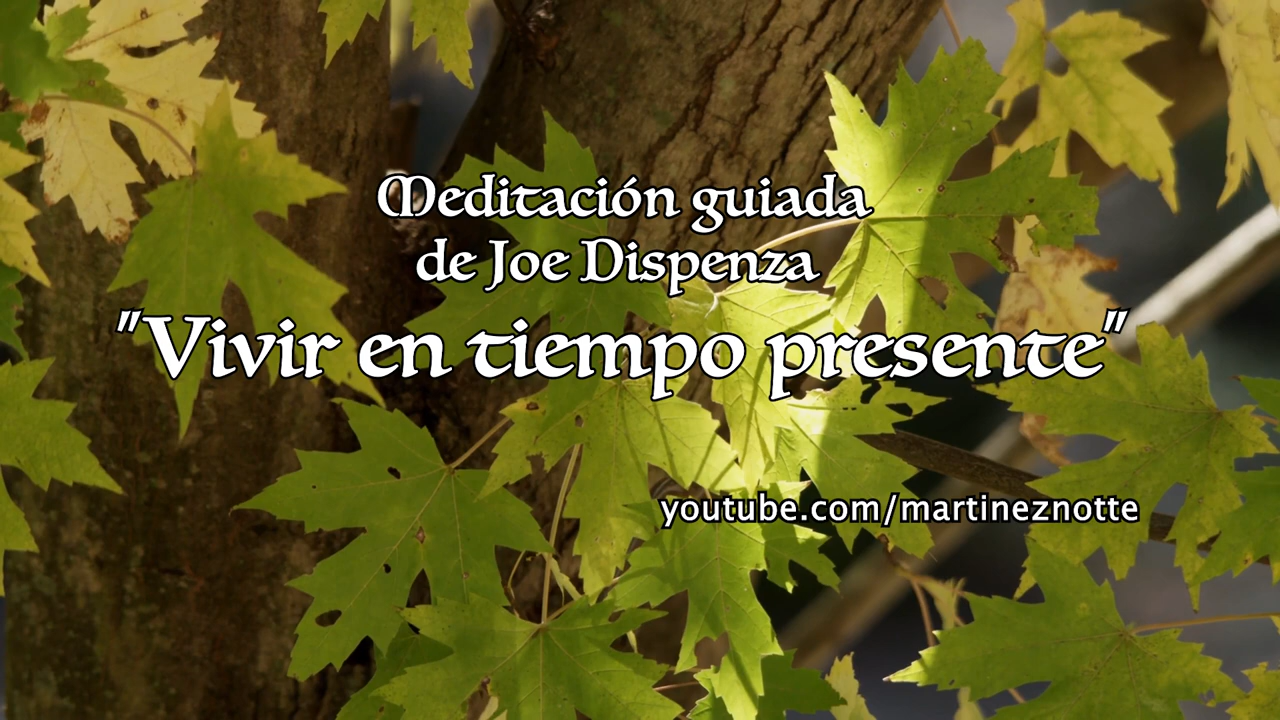 Meditación guiada
de Joe Dispenza
"Vivir en tiempo presente"
youtube.com/martineznotte